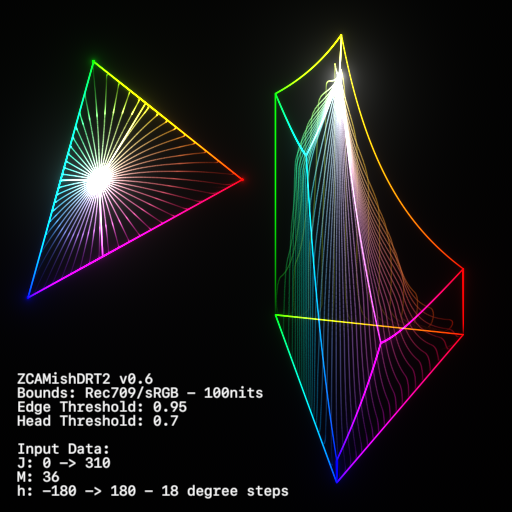 ZCAMishDRT2 v0.6
Bounds: Rec709/sRGB - 100nits
Edge Threshold: 0.95
Head Threshold: 0.7
Input Data:
J: 0 -> 310
M: 36
h: -180 -> 180 - 18 degree steps